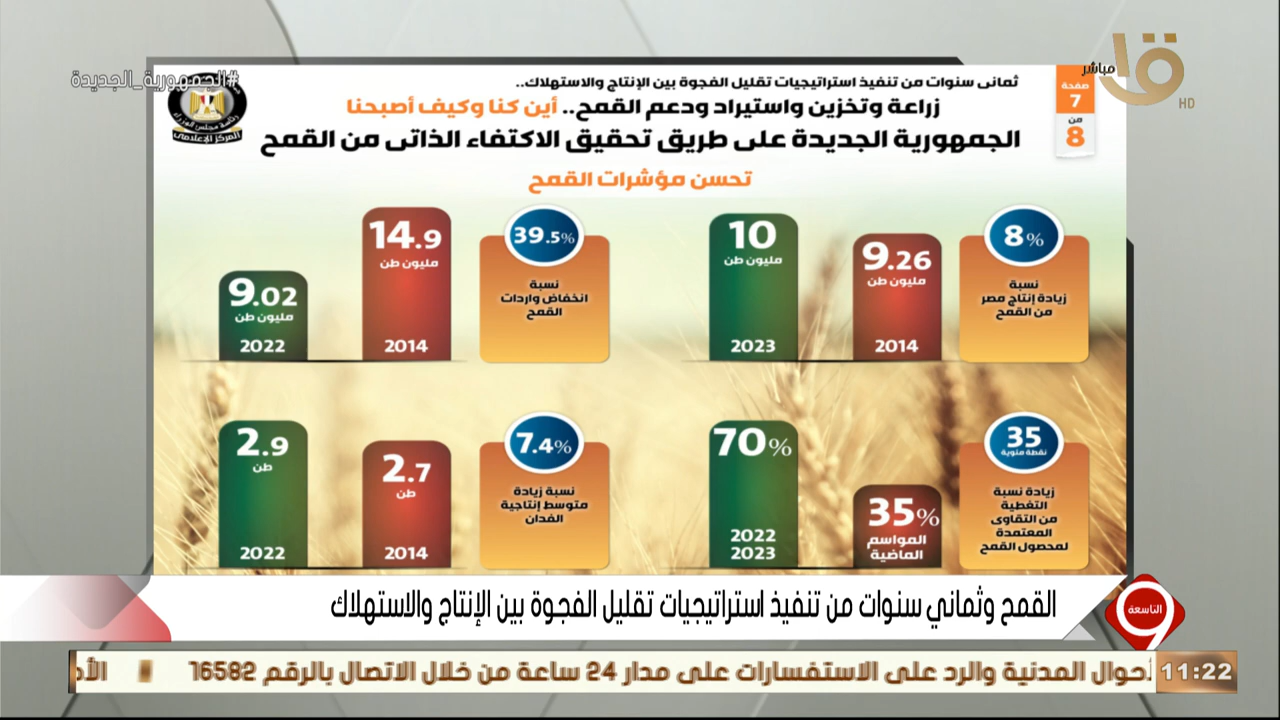 #الجمهورية_الجديدة
مباشر
HD
صفحة
7
من
8
ثمانى سنوات من تنفيذ استراتيجيات تقليل الفجوة بين الإنتاج والاستهلاك..
زراعة وتخزين واستيراد ودعم القمح.. أين كنا وكيف أصبحنا
الجمهورية الجديدة على طريق تحقيق الاكتفاء الذاتى من القمح
رئاسة مجلس الوزراء
المركز الإعلامى
تحسن مؤشرات القمح
8%
نسبة
زيادة إنتاج مصر
من القمح
9.26
مليون طن
2014
10
مليون طن
2023
39.5%
نسبة
انخفاض واردات
القمح
14.9
مليون طن
2014
9.02
مليون طن
2022
35
نقطة مئوية
زيادة نسبة
التغطية
من التقاوى
المعتمدة
لمحصول القمح
35%
المواسم
الماضية
70%
2022
2023
7.4%
نسبة زيادة
متوسط إنتاجية
الفدان
2.7
طن
2014
2.9
طن
2022
التاسعة
القمح وثماني سنوات من تنفيذ استراتيجيات تقليل الفجوة بين الإنتاج والاستهلاك
11:22
أحوال المدنية والرد على الاستفسارات على مدار 24 ساعة من خلال الاتصال بالرقم 16582